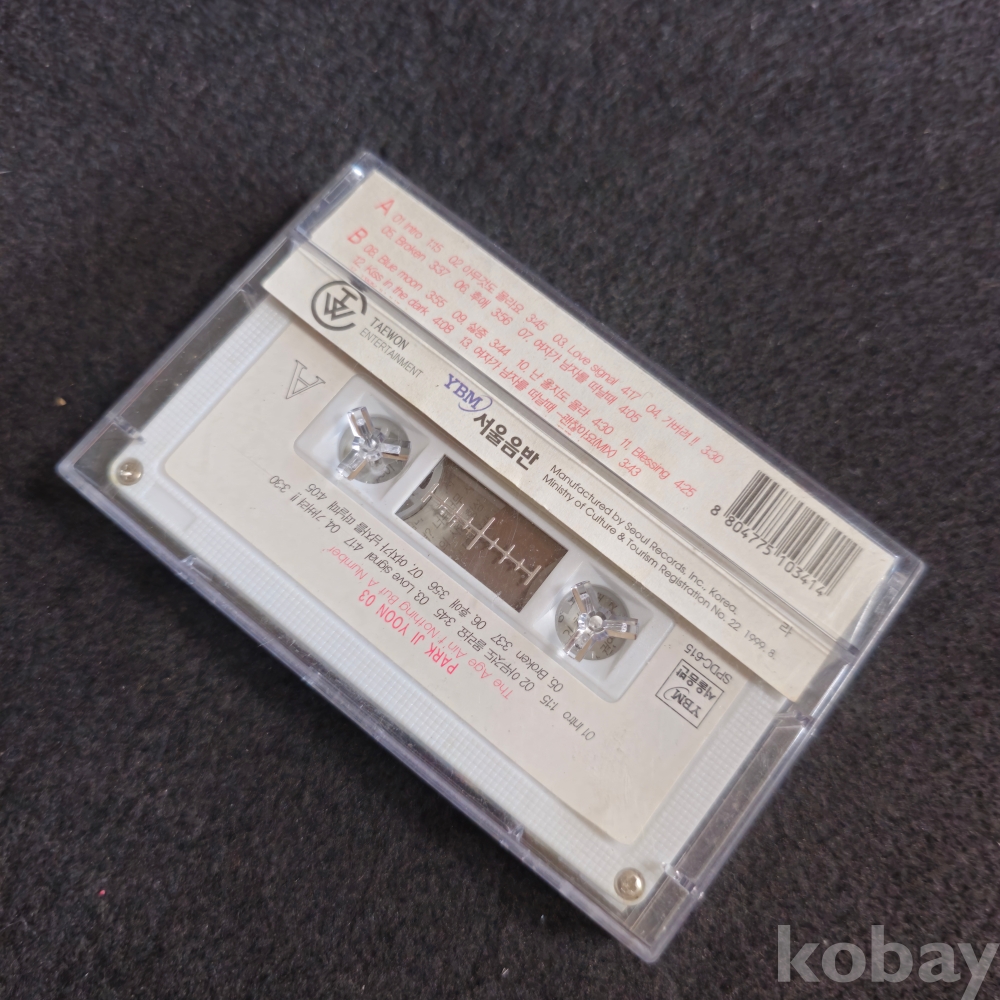 A
01 Intro 1:15 02 아무것도 몰라요 3:45 03. Love signal 4:17 04. 가버려 !! 3:30
05. Broken 3:37 06. 후애 3:56 07. 여자가 남자를 떠날때 4:05
B
08. Blue moon 3:55 09. 실종 3:44 10. 난 좋지도 몰라 4:30 11. Blessing 4:25
12. Kiss in the dark 4:08 13. 여자가 남자를 떠날때 3:43
8 804775 103414
TW
TAEWON
ENTERTAINMENT
YBM 서울음반
Manufactured by Seoul Records, Inc., Korea.
Ministry of Culture & Tourism Registration No. 22 1999. 8.
라
A
YBM
서울음반
SPDC-615
PARK JI YOON 03
The Age Ain't Nothing But A Number
01 Intro 1:15 02 아무것도 몰라요 3:45 03. Love signal 4:17 04. 가버려 !! 3:30
05. Broken 3:37 06. 후애 3:56 07. 여자가 남자를 떠날때 4:05
kobay